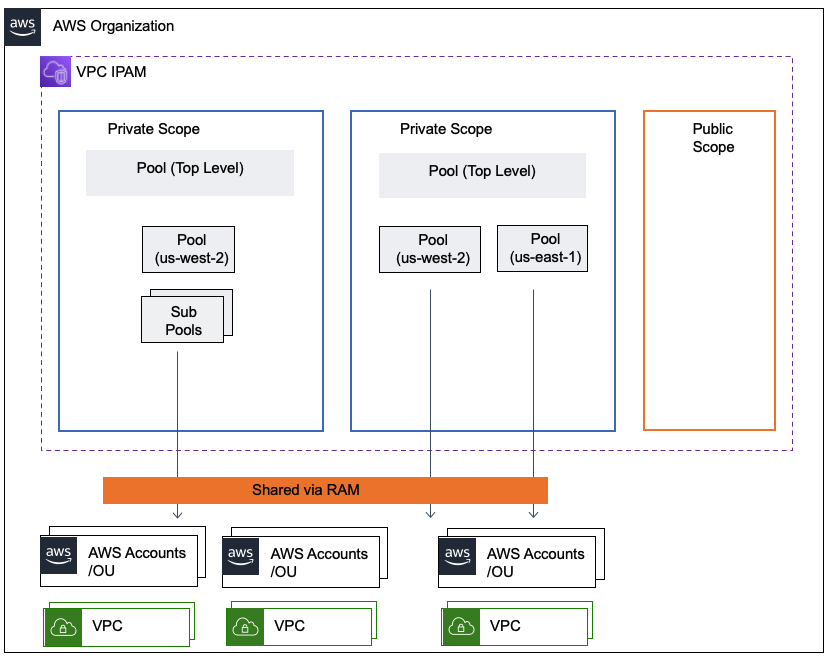 aws
AWS Organization
VPC IPAM
Private Scope
Pool (Top Level)
Pool
(us-west-2)
Sub
Pools
Private Scope
Pool (Top Level)
Pool
(us-west-2)
Pool
(us-east-1)
Public
Scope
Shared via RAM
aws
AWS Accounts
/OU
aws
AWS Accounts
/OU
aws
AWS Accounts
/OU
VPC
VPC
VPC